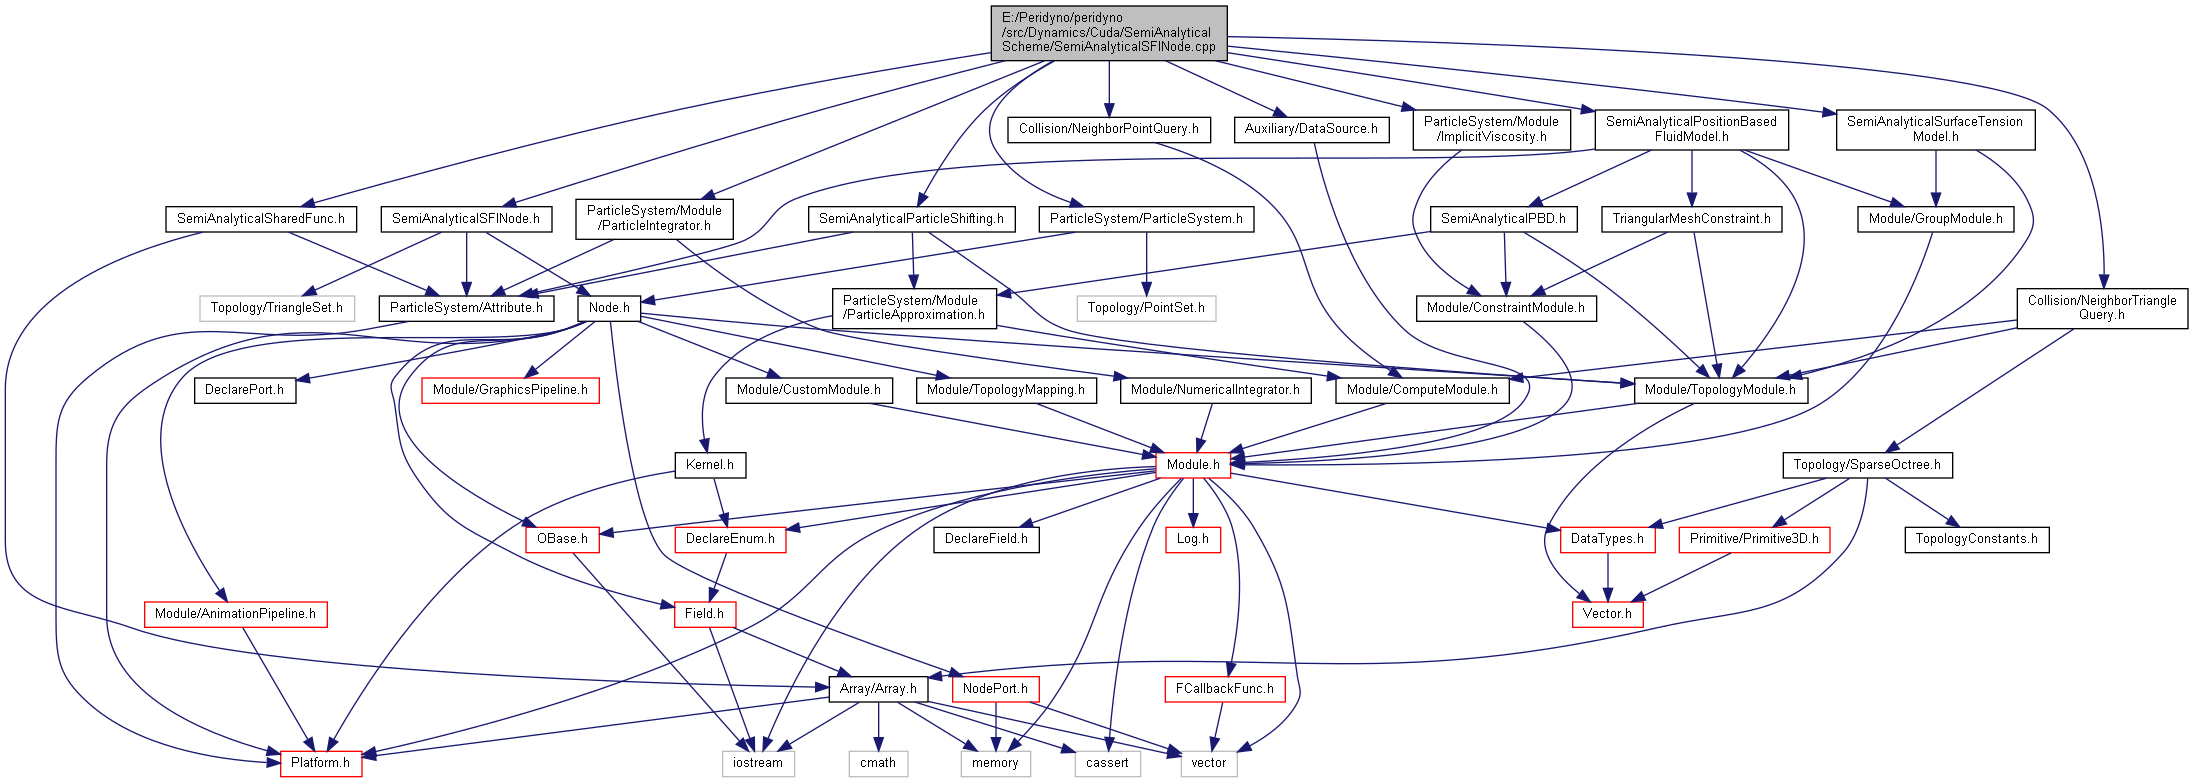 E:/Peridyno/peridyno
/src/Dynamics/Cuda/SemiAnalytical
Scheme/SemiAnalyticalSFINode.cpp
Collision/NeighborPointQuery.h
Auxiliary/DataSource.h
ParticleSystem/Module
/ImplicitViscosity.h
SemiAnalyticalPositionBased
FluidModel.h
SemiAnalyticalSurfaceTension
Model.h
SemiAnalyticalSharedFunc.h
SemiAnalyticalSFINode.h
ParticleSystem/Module
/ParticleIntegrator.h
SemiAnalyticalParticleShifting.h
ParticleSystem/ParticleSystem.h
SemiAnalyticalPBD.h
TriangularMeshConstraint.h
Module/GroupModule.h
Topology/TriangleSet.h
ParticleSystem/Attribute.h
Node.h
ParticleSystem/Module
/ParticleApproximation.h
Topology/PointSet.h
Module/ConstraintModule.h
Collision/NeighborTriangle
Query.h
DeclarePort.h
Module/GraphicsPipeline.h
Module/CustomModule.h
Module/TopologyMapping.h
Module/NumericalIntegrator.h
Module/ComputeModule.h
Module/TopologyModule.h
Kernel.h
Module.h
Topology/SparseOctree.h
OBase.h
DeclareEnum.h
DeclareField.h
Log.h
DataTypes.h
Primitive/Primitive3D.h
TopologyConstants.h
Module/AnimationPipeline.h
Field.h
Vector.h
Array/Array.h
NodePort.h
FCallbackFunc.h
Platform.h
iostream
cmath
memory
cassert
vector